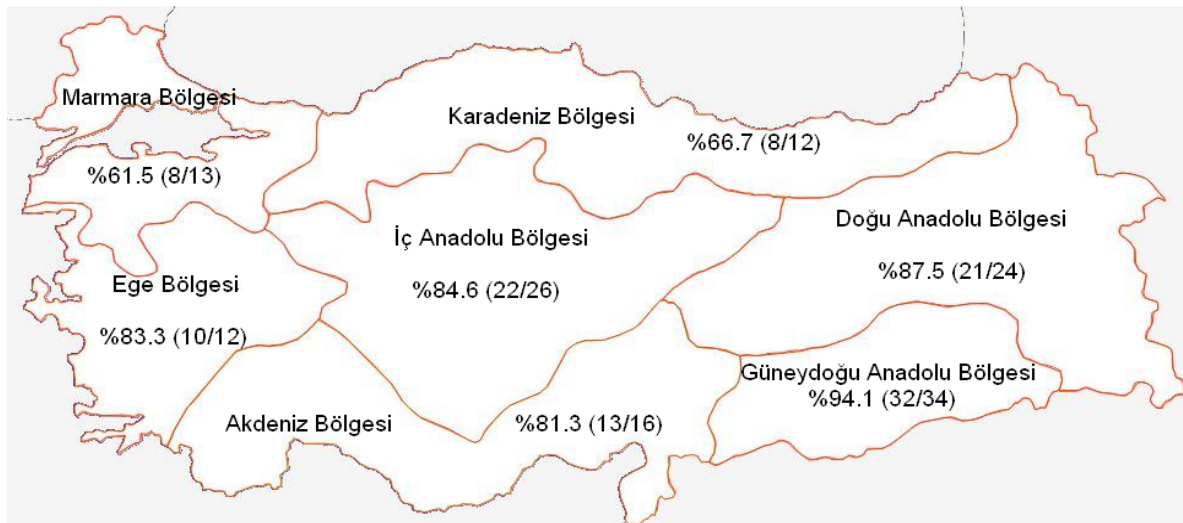 Marmara Bölgesi
%61.5 (8/13)
Karadeniz Bölgesi
%66.7 (8/12)
İç Anadolu Bölgesi
%84.6 (22/26)
Doğu Anadolu Bölgesi
%87.5 (21/24)
Ege Bölgesi
%83.3 (10/12)
Akdeniz Bölgesi
%81.3 (13/16)
Güneydoğu Anadolu Bölgesi
%94.1 (32/34)